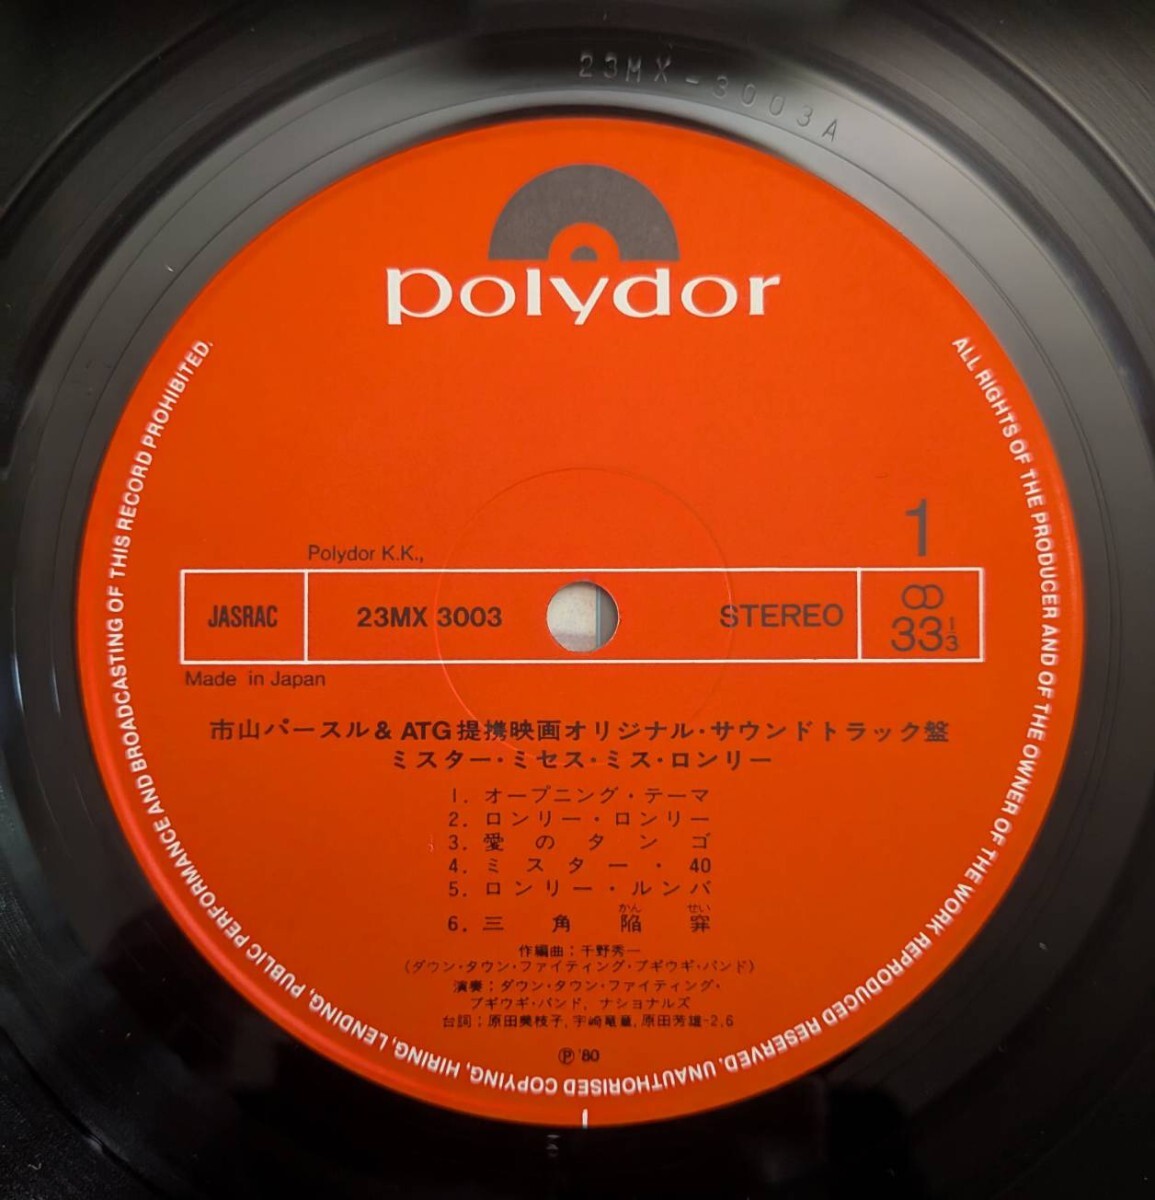 23MX-3003A
polydor
ALL RIGHTS OF THE PRODUCER AND OF THE OWNER OF THE WORK REPRODUCED RESERVED. UNAUTHORISED COPYING, HIRING, LENDING, PUBLIC PERFORMANCE AND BROADCASTING OF THIS RECORD PROHIBITED.
1
Polydor K.K.,
JASRAC 23MX 3003 STEREO 33 1/3
Made in Japan
市山パースル&ATG提携映画オリジナル・サウンドトラック盤
ミスター・ミセス・ミス・ロンリー
1. オープニング・テーマ
2. ロンリー・ロンリー
3. 愛のタンゴ
4. ミスター・40
5. ロンリー・ルンバ
かん せい
6. 三角陥穽
作編曲:千野秀一
(ダウン・タウン・ファイティング・ブギウギ・バンド)
演奏:ダウン・タウン・ファイティング・
ブギウギ・バンド, ナショナルズ
台詞:原田美枝子, 宇崎竜童, 原田芳雄-2,6
Ⓟ '80